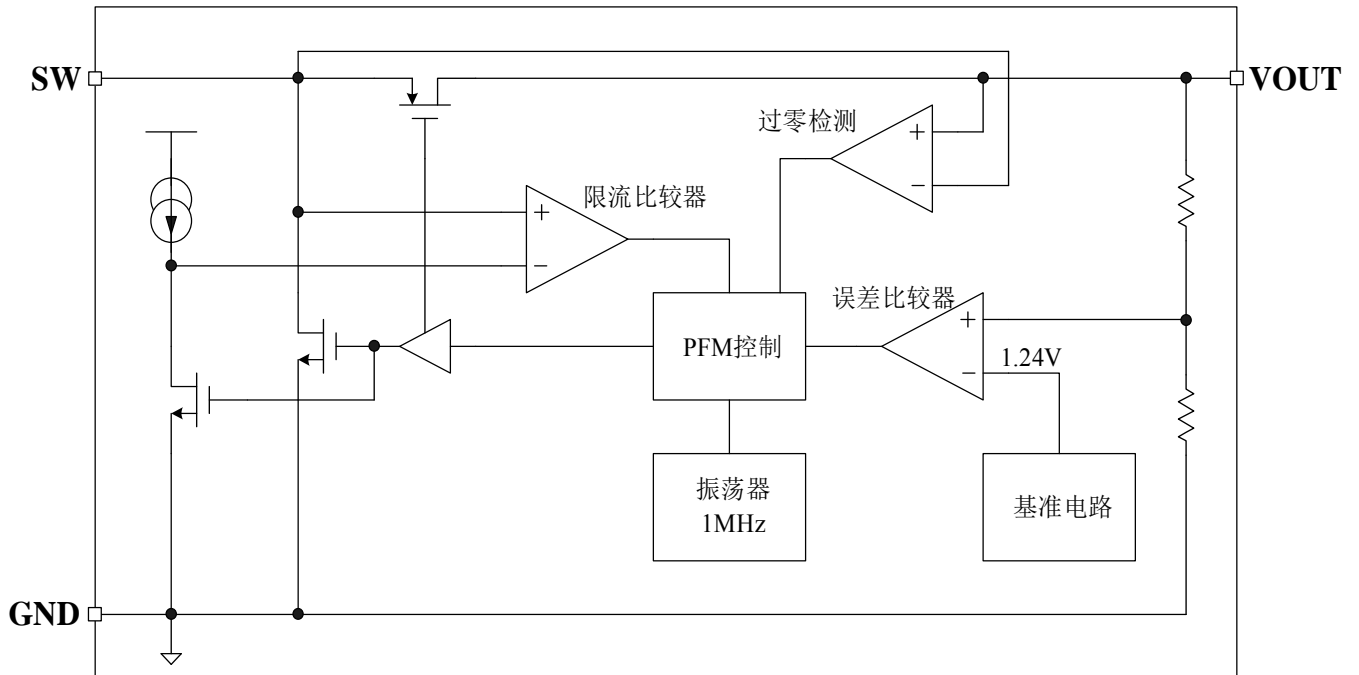 SW
VOUT
过零检测
+
−
限流比较器
+
−
误差比较器
+
1.24V
−
PFM控制
振荡器
1MHz
基准电路
GND